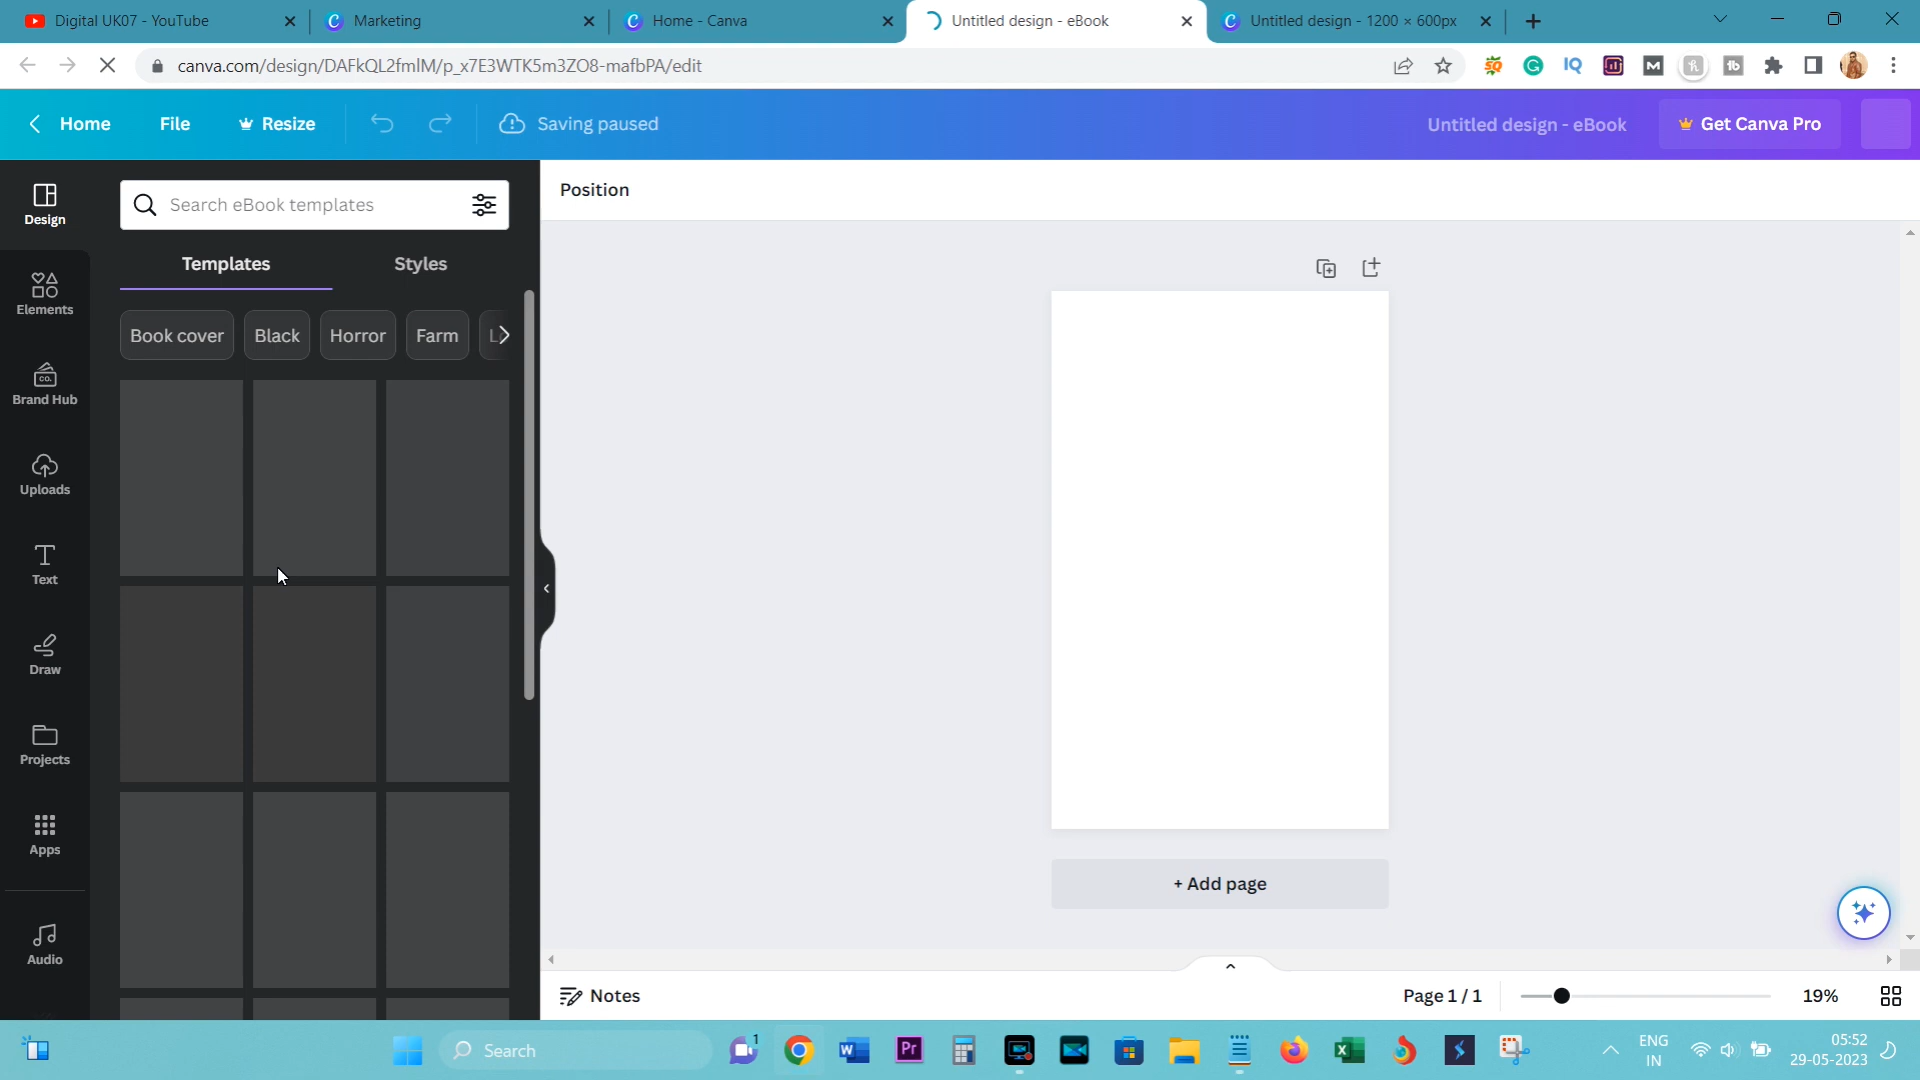 Digital UK07 - YouTube
Marketing
Home - Canva
Untitled design - eBook
Untitled design - 1200 × 600px
canva.com/design/DAFkQL2fmlM/p_x7E3WTK5m3ZO8-mafbPA/edit
Home
File
Resize
Saving paused
Untitled design - eBook
Get Canva Pro
Design
Elements
CO.
Brand Hub
Uploads
Text
Draw
Projects
Apps
Audio
Search eBook templates
Templates
Styles
Book cover
Black
Horror
Farm
Position
+ Add page
Notes
Page 1 / 1
19%
Search
1
ENG
IN
05:52
29-05-2023